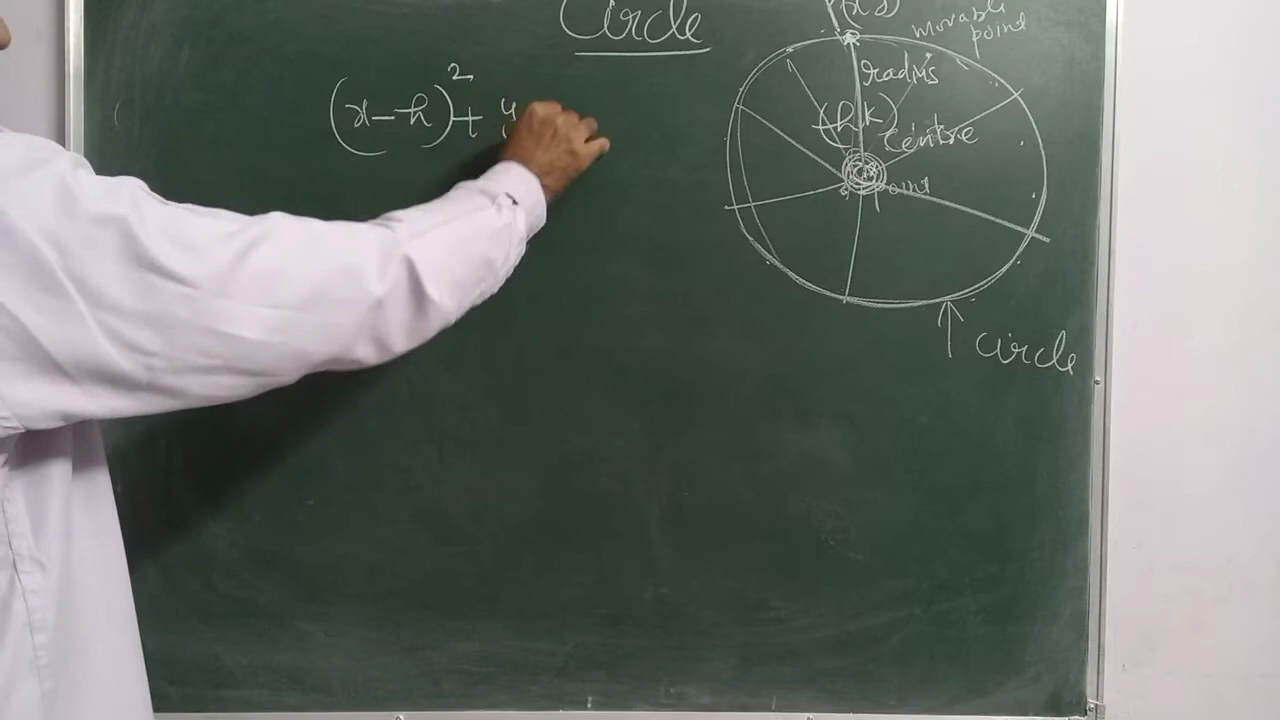 Circle
(x-h)² + y
movable
point
radius
(h,k)
Centre
circle